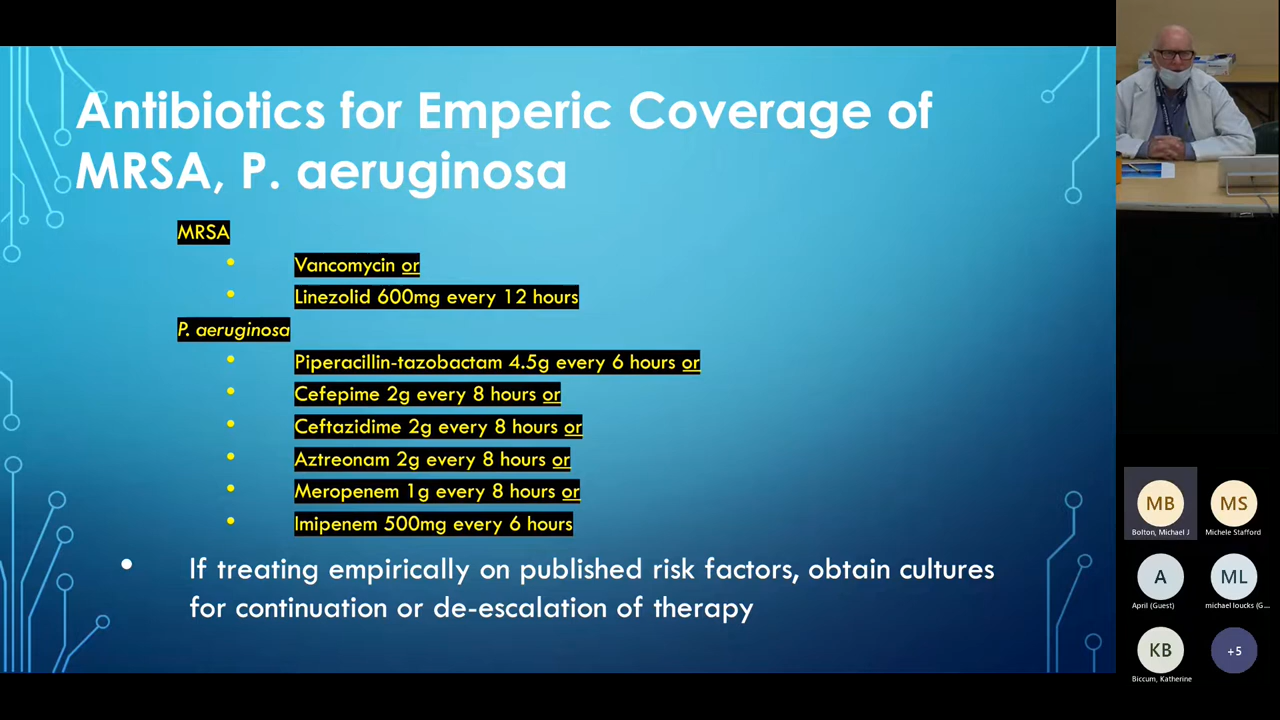 Antibiotics for Emperic Coverage of
MRSA, P. aeruginosa
MRSA
Vancomycin or
Linezolid 600mg every 12 hours
P. aeruginosa
Piperacillin-tazobactam 4.5g every 6 hours or
Cefepime 2g every 8 hours or
Ceftazidime 2g every 8 hours or
Aztreonam 2g every 8 hours or
Meropenem 1g every 8 hours or
Imipenem 500mg every 6 hours
If treating empirically on published risk factors, obtain cultures
for continuation or de-escalation of therapy
MB
Bolton, Michael J
MS
Michele Stafford
A
April (Guest)
ML
michael loucks (G...
KB
Biccum, Katherine
+5